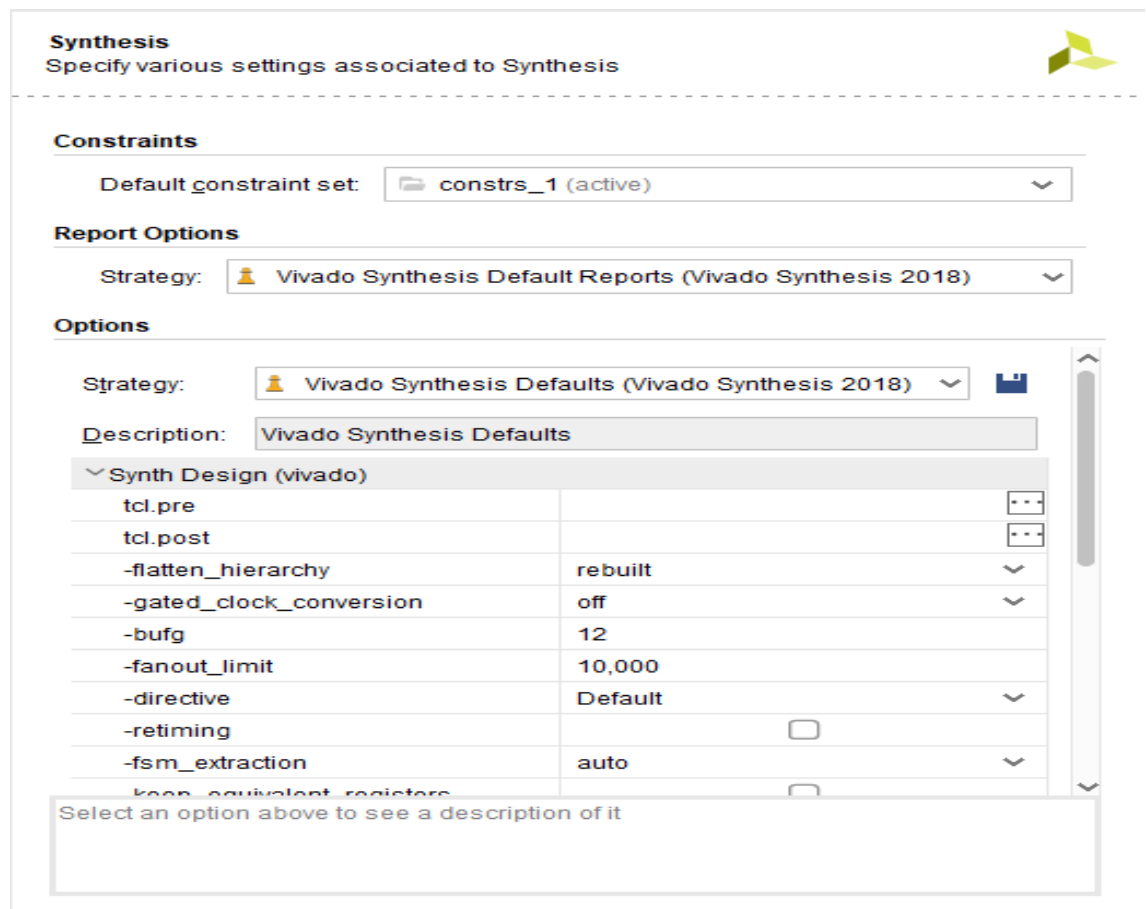 Synthesis
Specify various settings associated to Synthesis
Constraints
Default constraint set: constrs_1 (active)
Report Options
Strategy: Vivado Synthesis Default Reports (Vivado Synthesis 2018)
Options
Strategy: Vivado Synthesis Defaults (Vivado Synthesis 2018)
Description: Vivado Synthesis Defaults
Synth Design (vivado)
tcl.pre
tcl.post
-flatten_hierarchy rebuilt
-gated_clock_conversion off
-bufg 12
-fanout_limit 10,000
-directive Default
-retiming
-fsm_extraction auto
-keep_equivalent_registers
Select an option above to see a description of it